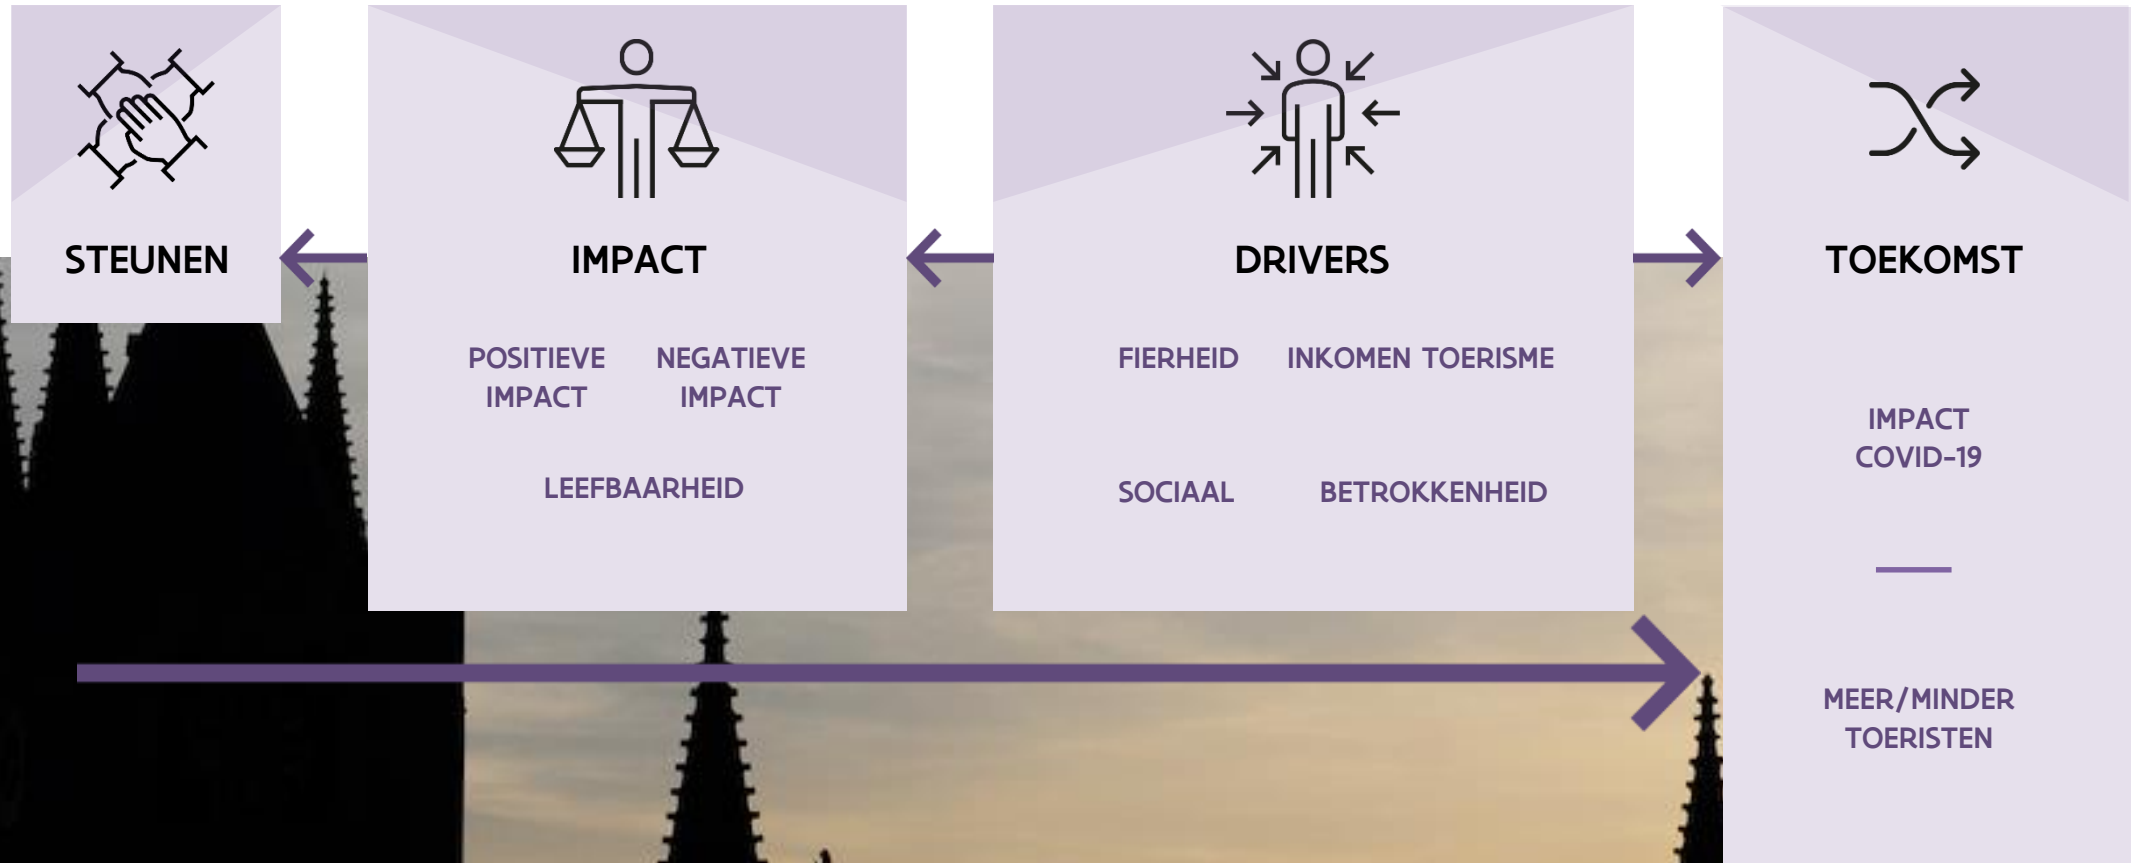 STEUNEN
IMPACT
POSITIEVE
IMPACT
NEGATIEVE
IMPACT
LEEFBAARHEID
DRIVERS
FIERHEID
INKOMEN TOERISME
SOCIAAL
BETROKKENHEID
TOEKOMST
IMPACT
COVID-19
MEER/MINDER
TOERISTEN